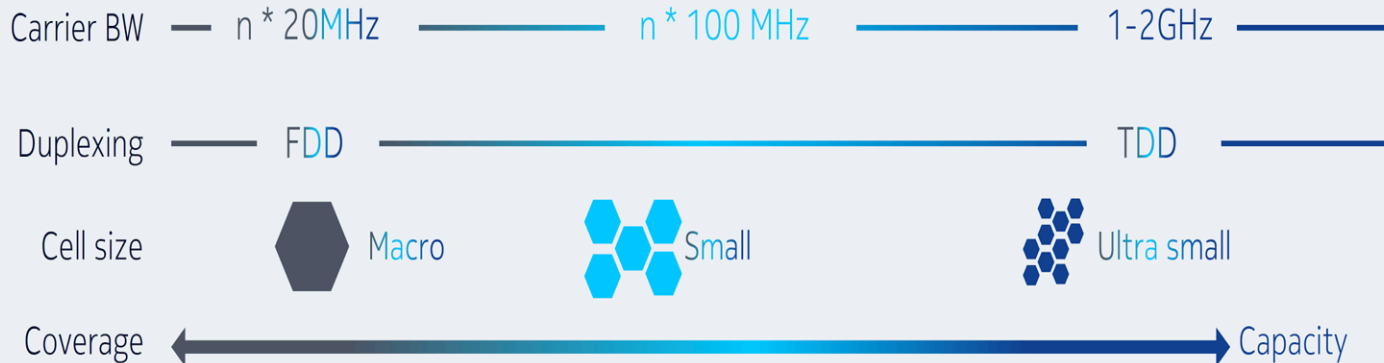 Carrier BW n * 20MHz n * 100 MHz 1-2GHz
Duplexing FDD TDD
Cell size Macro Small Ultra small
Coverage Capacity